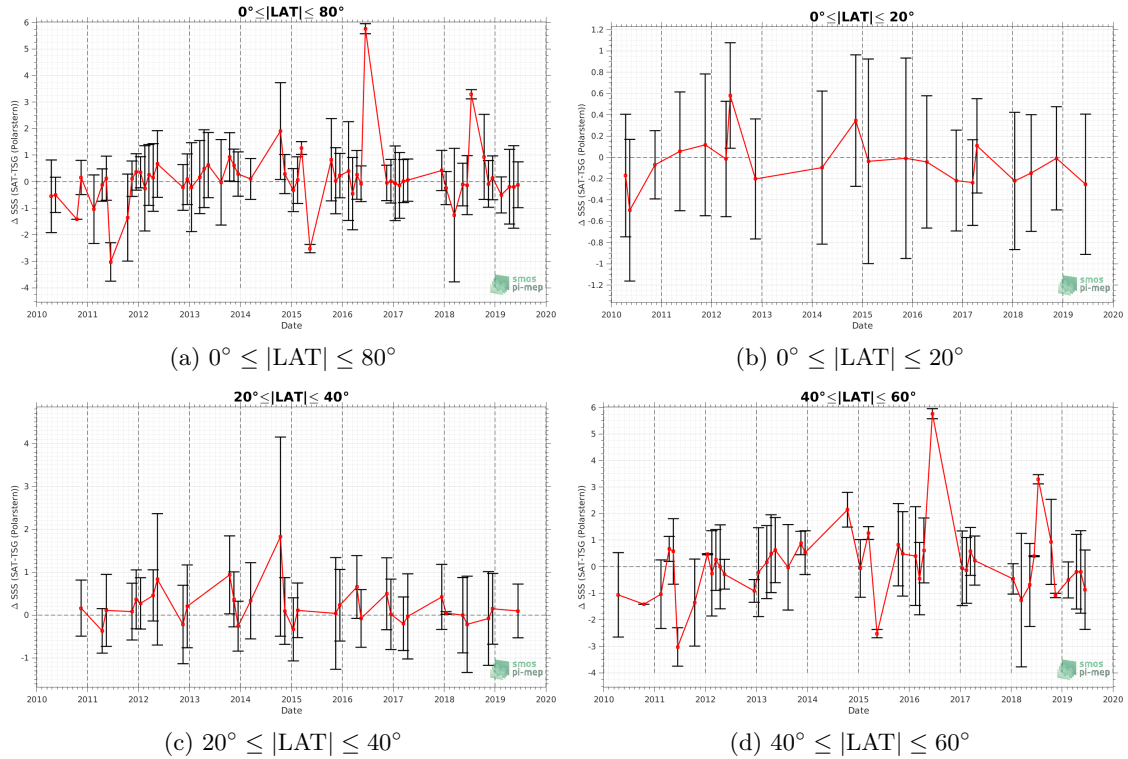 0°≤|LAT|≤ 80°
Δ SSS (SAT-TSG (Polarstern))
6
5
4
3
2
1
0
-1
-2
-3
-4
2010 2011 2012 2013 2014 2015 2016 2017 2018 2019 2020
Date
smos
pi-mep
(a) 0° ≤ |LAT| ≤ 80°
0°≤|LAT|≤ 20°
Δ SSS (SAT-TSG (Polarstern))
1.2
1
0.8
0.6
0.4
0.2
0
-0.2
-0.4
-0.6
-0.8
-1
-1.2
2010 2011 2012 2013 2014 2015 2016 2017 2018 2019 2020
Date
smos
pi-mep
(b) 0° ≤ |LAT| ≤ 20°
20°≤|LAT|≤ 40°
Δ SSS (SAT-TSG (Polarstern))
4
3
2
1
0
-1
2010 2011 2012 2013 2014 2015 2016 2017 2018 2019 2020
Date
smos
pi-mep
(c) 20° ≤ |LAT| ≤ 40°
40°≤|LAT|≤ 60°
Δ SSS (SAT-TSG (Polarstern))
6
5
4
3
2
1
0
-1
-2
-3
-4
2010 2011 2012 2013 2014 2015 2016 2017 2018 2019 2020
Date
smos
pi-mep
(d) 40° ≤ |LAT| ≤ 60°